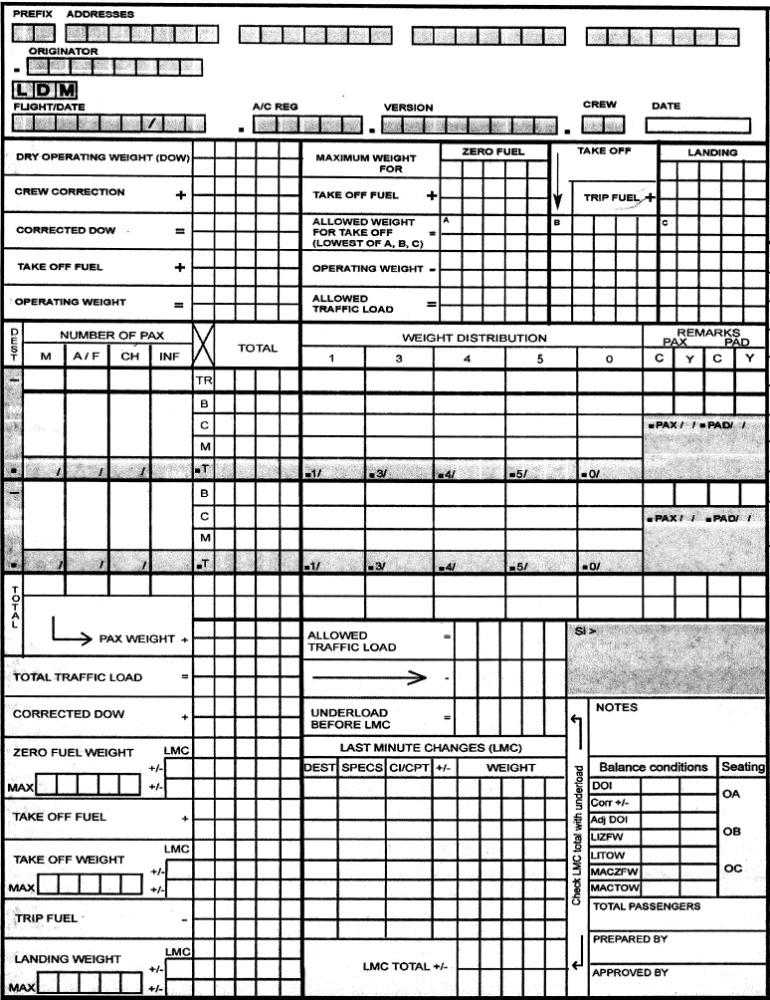 PREFIX ADDRESSES
. ORIGINATOR
L D M
FLIGHT/DATE A/C REG VERSION CREW DATE
/ . . .
DRY OPERATING WEIGHT (DOW) MAXIMUM WEIGHT FOR ZERO FUEL TAKE OFF LANDING
CREW CORRECTION + TAKE OFF FUEL + TRIP FUEL +
CORRECTED DOW = ALLOWED WEIGHT FOR TAKE OFF (LOWEST OF A, B, C) = A B C
TAKE OFF FUEL + OPERATING WEIGHT -
OPERATING WEIGHT = ALLOWED TRAFFIC LOAD =
DEST NUMBER OF PAX TOTAL WEIGHT DISTRIBUTION REMARKS
PAX PAD
M A / F CH INF 1 3 4 5 0 C Y C Y
– TR
B
C PAX / / PAD/ /
M
. / / / .T .1/ .3/ .4/ .5/ .0/
– B
C PAX / / PAD/ /
M
. / / / .T .1/ .3/ .4/ .5/ .0/
TOTAL
PAX WEIGHT + ALLOWED TRAFFIC LOAD = SI >
TOTAL TRAFFIC LOAD = -
CORRECTED DOW + UNDERLOAD BEFORE LMC = NOTES
ZERO FUEL WEIGHT LMC LAST MINUTE CHANGES (LMC)
+/- DEST SPECS CI/CPT +/- WEIGHT Balance conditions Seating
MAX +/- DOI OA
Corr +/-
TAKE OFF FUEL + Adj DOI
LIZFW OB
TAKE OFF WEIGHT LMC LITOW
+/- MACZFW OC
MAX +/- MACTOW
Check LMC total with underload
TRIP FUEL - TOTAL PASSENGERS
PREPARED BY
LANDING WEIGHT LMC
+/- LMC TOTAL +/-
MAX +/- APPROVED BY